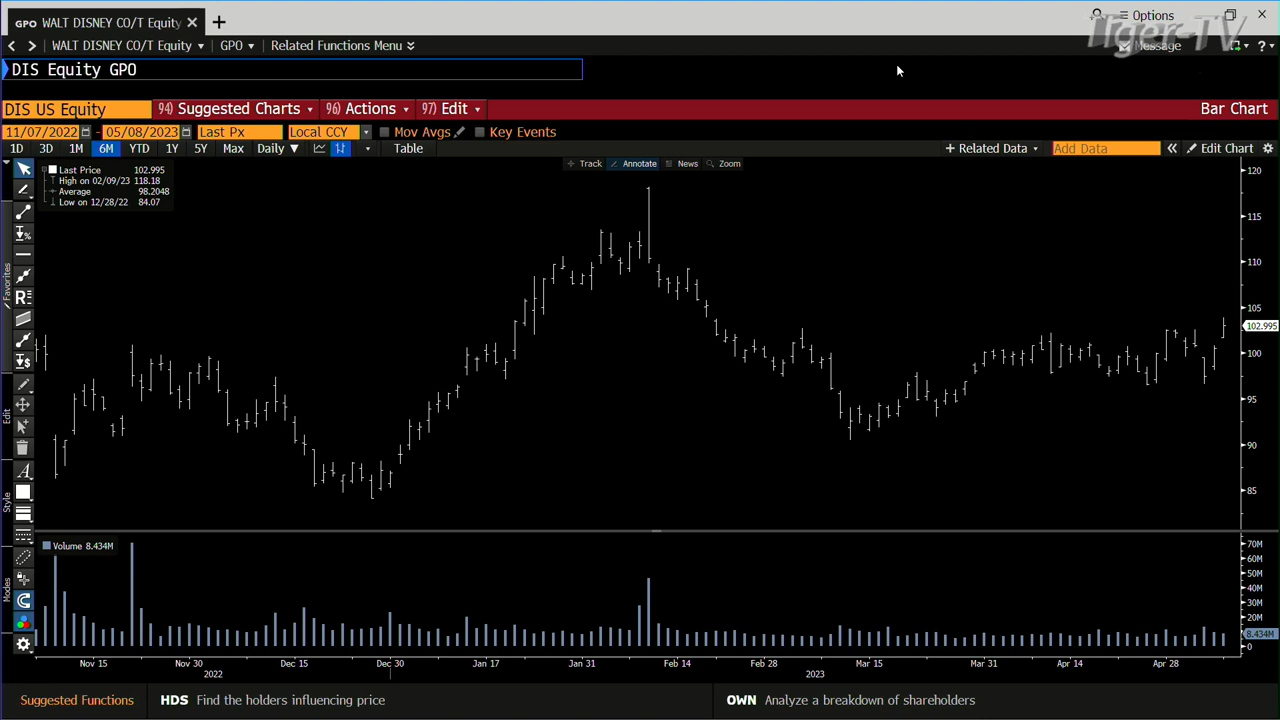 GPO WALT DISNEY CO/T Equity
Options
Tiger-TV
WALT DISNEY CO/T Equity GPO Related Functions Menu
Message ?
DIS Equity GPO
DIS US Equity 94) Suggested Charts 96) Actions 97) Edit Bar Chart
11/07/2022 - 05/08/2023 Last Px Local CCY Mov Avgs Key Events
1D 3D 1M 6M YTD 1Y 5Y Max Daily Table + Related Data Add Data Edit Chart
Track Annotate News Zoom
Last Price 102.995
High on 02/09/23 118.18
Average 98.2048
Low on 12/28/22 84.07
Favorites
Edit
Style
Modes
120
115
110
105
102.995
100
95
90
85
Volume 8.434M
70M
60M
50M
40M
30M
20M
8.434M
0
Nov 15 Nov 30 Dec 15 Dec 30 Jan 17 Jan 31 Feb 14 Feb 28 Mar 15 Mar 31 Apr 14 Apr 28
2022 2023
Suggested Functions HDS Find the holders influencing price OWN Analyze a breakdown of shareholders